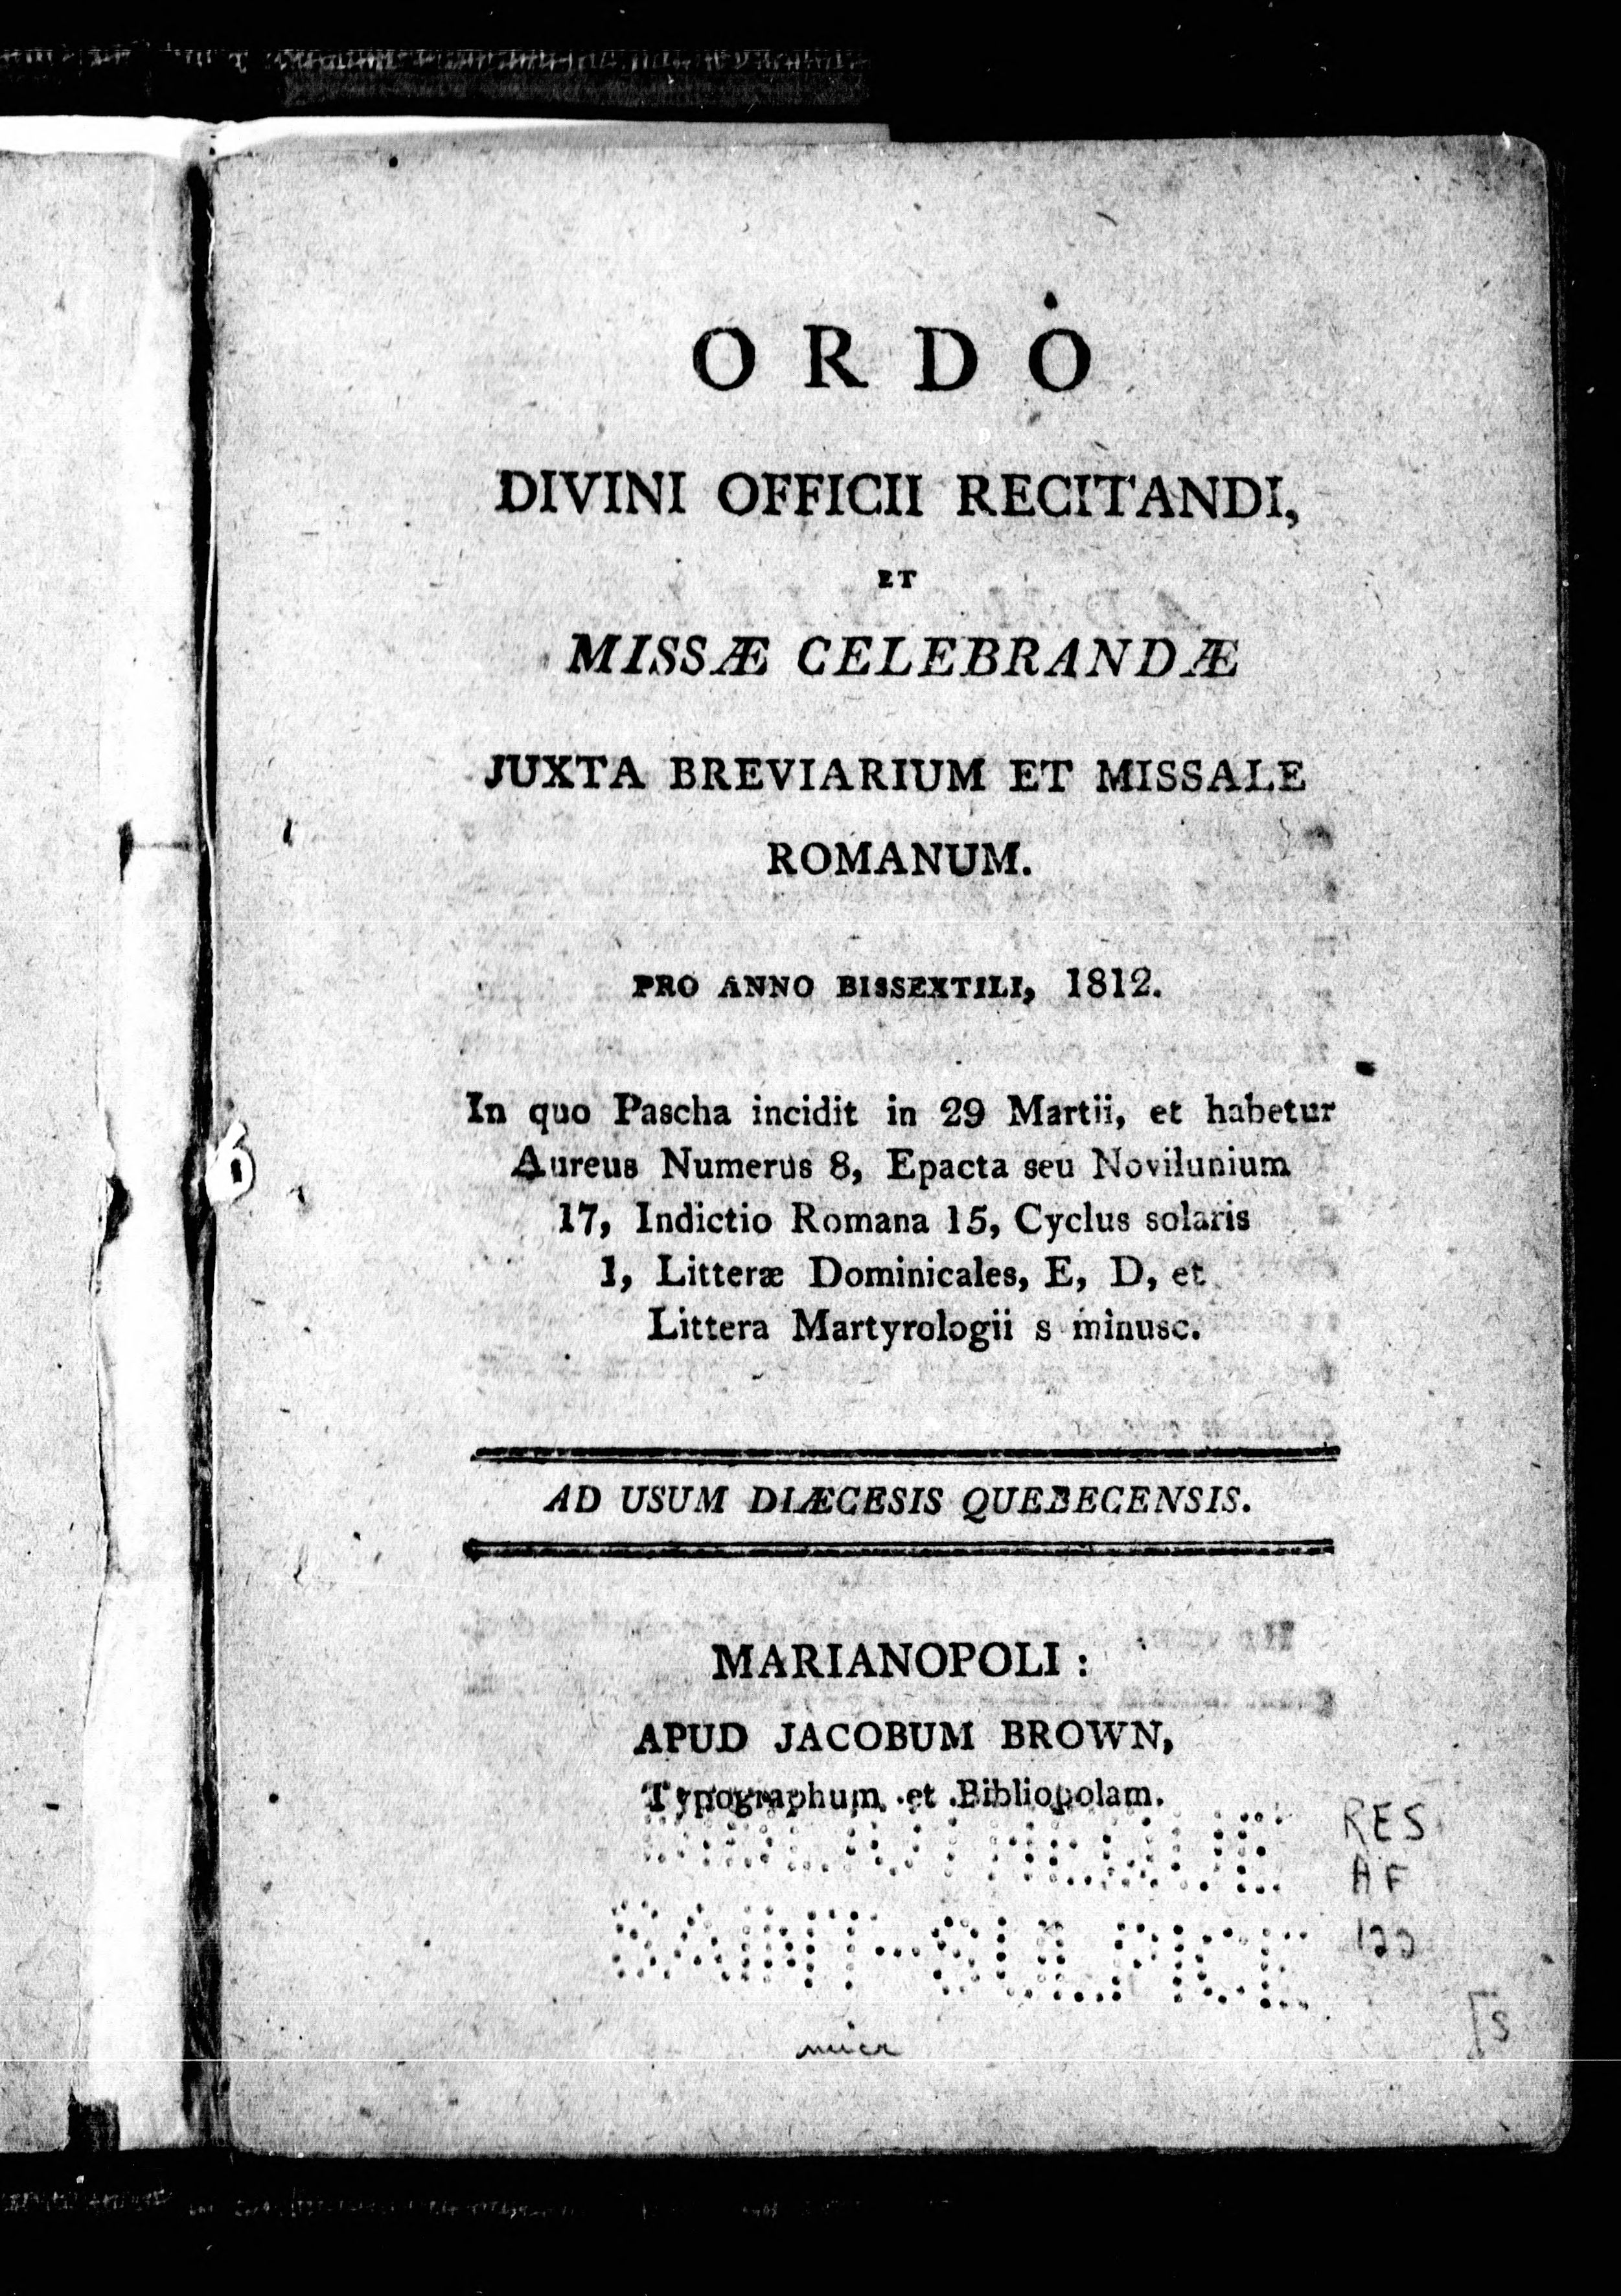 ORDO
DIVINI OFFICII RECITANDI,
ET
MISSÆ CELEBRANDÆ
JUXTA BREVIARIUM ET MISSALE
ROMANUM.
PRO ANNO BISSEXTILI, 1812.
In quo Pascha incidit in 29 Martii, et habetur
Aureus Numerus 8, Epacta seu Novilunium
17, Indictio Romana 15, Cyclus solaris
1, Litteræ Dominicales, E, D, et
Littera Martyrologii s minusc.
AD USUM DIÆCESIS QUEBECENSIS.
MARIANOPOLI:
APUD JACOBUM BROWN,
Typographum et Bibliopolam.
BIBLIOTHEQUE
SAINT-SULPICE
RES
AF
[S